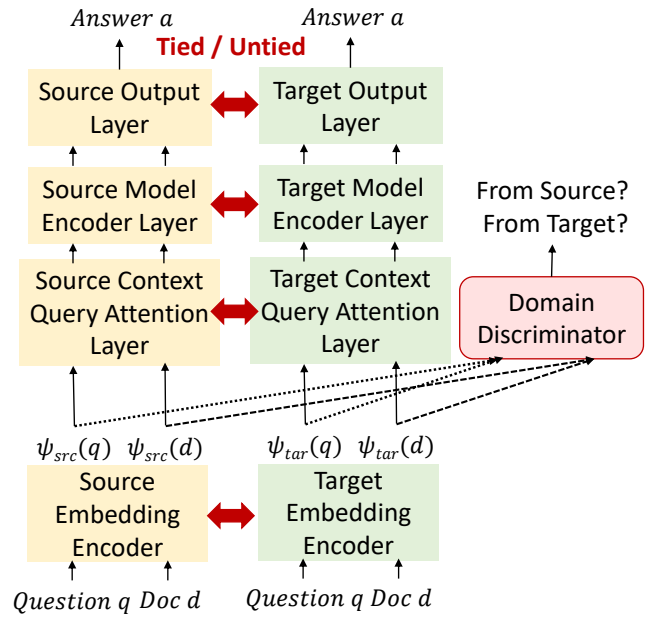 Answer a
Answer a
Tied / Untied
Source Output
Layer
Target Output
Layer
Source Model
Encoder Layer
Target Model
Encoder Layer
From Source?
From Target?
Source Context
Query Attention
Layer
Target Context
Query Attention
Layer
Domain
Discriminator
ψsrc(q) ψsrc(d)
ψtar(q) ψtar(d)
Source
Embedding
Encoder
Target
Embedding
Encoder
Question q Doc d
Question q Doc d